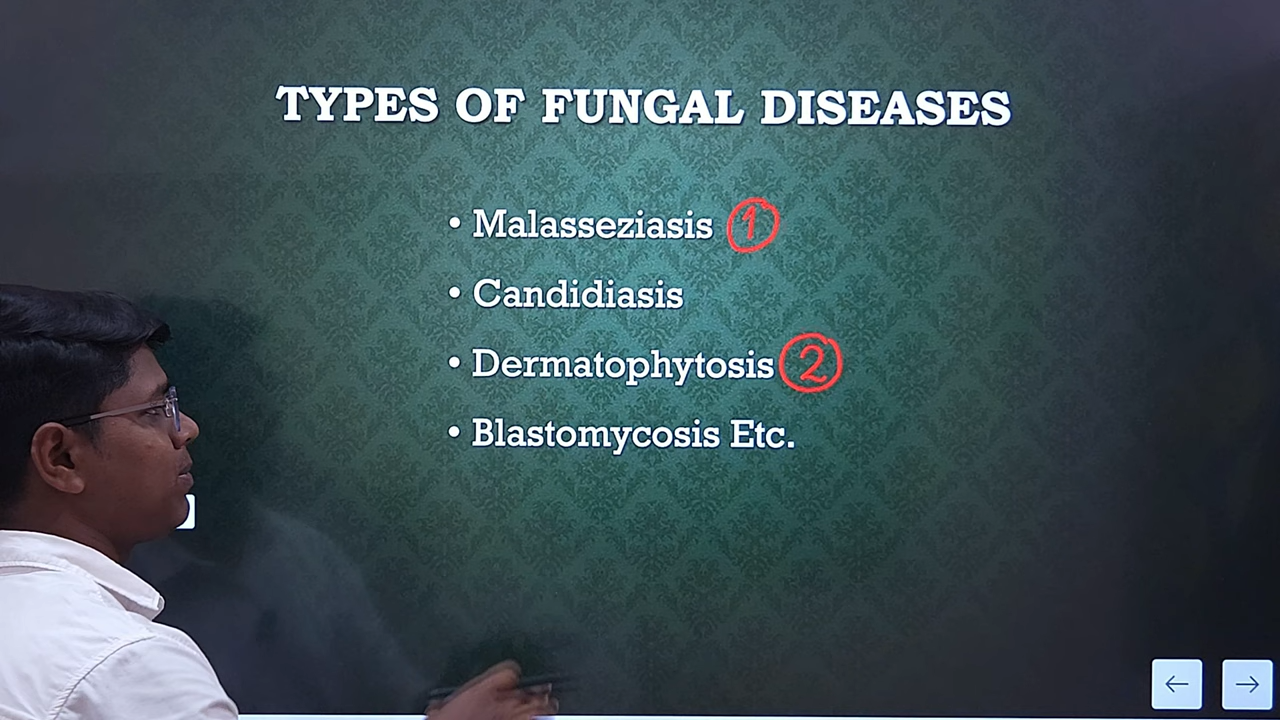 TYPES OF FUNGAL DISEASES
• Malasseziasis 1
• Candidiasis
• Dermatophytosis 2
• Blastomycosis Etc.